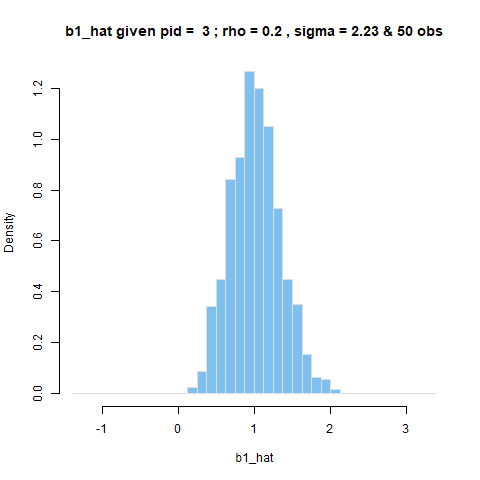 b1_hat given pid =  3 ; rho = 0.2 , sigma = 2.23 & 50 obs
Density
1.2
1.0
0.8
0.6
0.4
0.2
0.0
-1 0 1 2 3
b1_hat